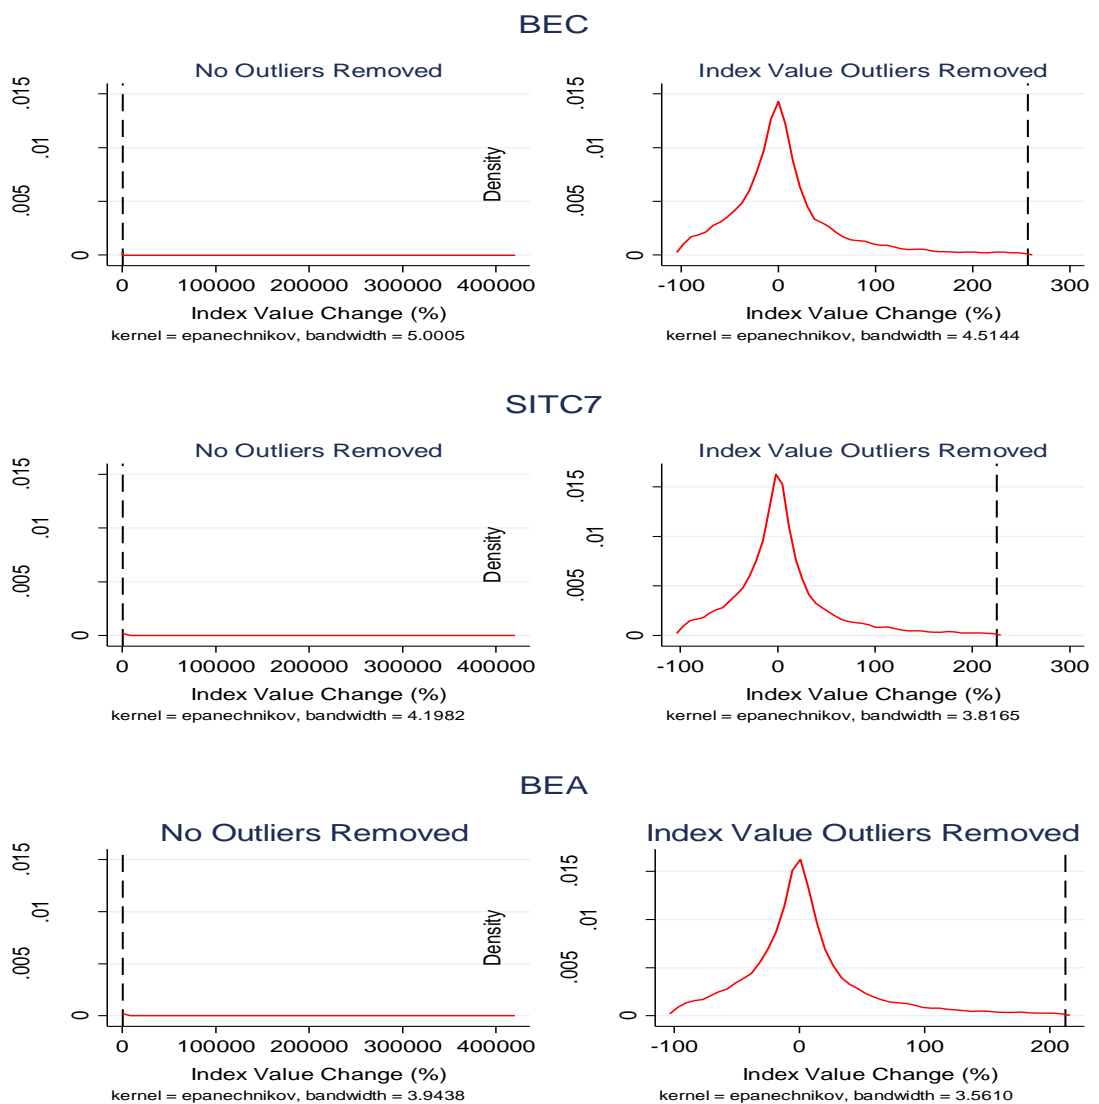 BEC
No Outliers Removed
Index Value Outliers Removed
.015
.01
.005
0
Density
0 100000 200000 300000 400000
Index Value Change (%)
kernel = epanechnikov, bandwidth = 5.0005
.015
.01
.005
0
-100 0 100 200 300
Index Value Change (%)
kernel = epanechnikov, bandwidth = 4.5144
SITC7
No Outliers Removed
Index Value Outliers Removed
.015
.01
.005
0
Density
0 100000 200000 300000 400000
Index Value Change (%)
kernel = epanechnikov, bandwidth = 4.1982
.015
.01
.005
0
-100 0 100 200 300
Index Value Change (%)
kernel = epanechnikov, bandwidth = 3.8165
BEA
No Outliers Removed
Index Value Outliers Removed
.015
.01
.005
0
Density
0 100000 200000 300000 400000
Index Value Change (%)
kernel = epanechnikov, bandwidth = 3.9438
.015
.01
.005
0
-100 0 100 200
Index Value Change (%)
kernel = epanechnikov, bandwidth = 3.5610